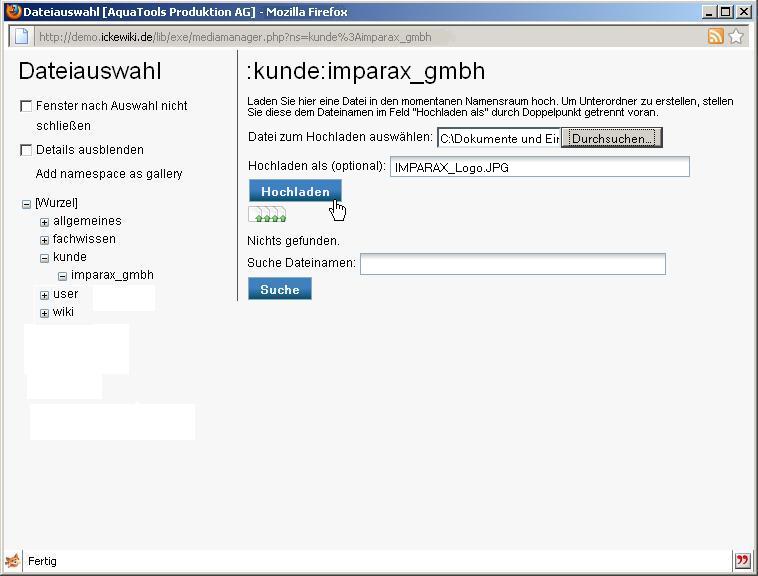 Dateiauswahl [AquaTools Produktion AG] - Mozilla Firefox
http://demo.ickewiki.de/lib/exe/mediamanager.php?ns=kunde%3Aimparax_gmbh
Dateiauswahl
Fenster nach Auswahl nicht
schließen
Details ausblenden
Add namespace as gallery
[Wurzel]
allgemeines
fachwissen
kunde
imparax_gmbh
user
wiki
:kunde:imparax_gmbh
Laden Sie hier eine Datei in den momentanen Namensraum hoch. Um Unterordner zu erstellen, stellen
Sie diese dem Dateinamen im Feld "Hochladen als" durch Doppelpunkt getrennt voran.
Datei zum Hochladen auswählen: C:\Dokumente und Ein Durchsuchen...
Hochladen als (optional): IMPARAX_Logo.JPG
Hochladen
Nichts gefunden.
Suche Dateinamen:
Suche
Fertig